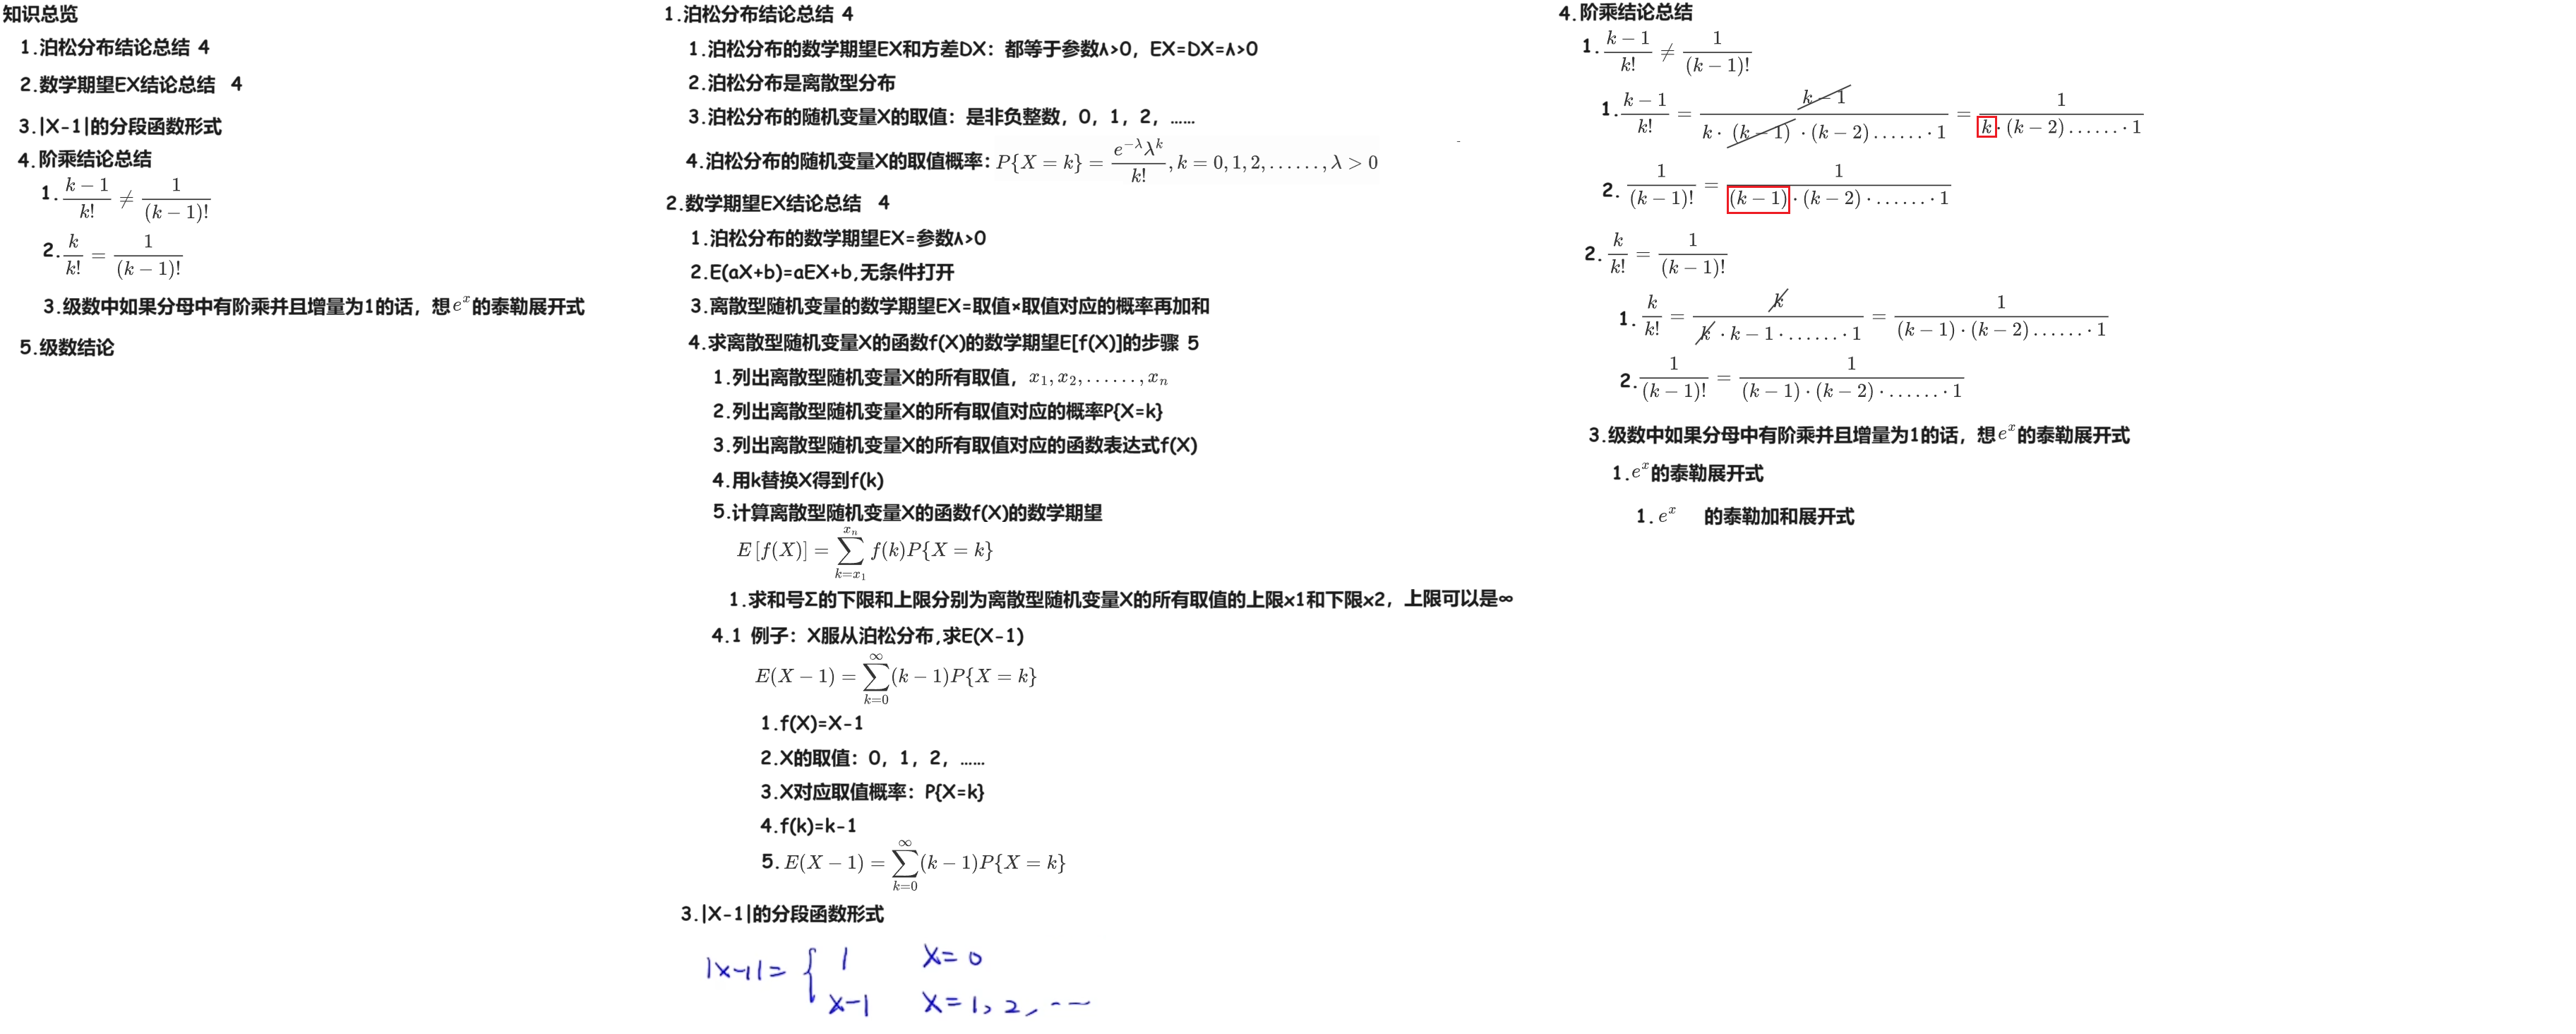 知识总览
1.泊松分布结论总结 4
2.数学期望EX结论总结 4
3.|X-1|的分段函数形式
4.阶乘结论总结
1. \frac{k-1}{k!} ≠ \frac{1}{(k-1)!}
2. \frac{k}{k!} = \frac{1}{(k-1)!}
3.级数中如果分母中有阶乘并且增量为1的话，想 e^x 的泰勒展开式
5.级数结论
1.泊松分布结论总结 4
1.泊松分布的数学期望EX和方差DX：都等于参数λ>0，EX=DX=λ>0
2.泊松分布是离散型分布
3.泊松分布的随机变量X的取值：是非负整数，0，1，2，......
4.泊松分布的随机变量X的取值概率: P\{X=k\} = \frac{e^{-λ}λ^k}{k!}, k=0,1,2,......,λ>0
2.数学期望EX结论总结 4
1.泊松分布的数学期望EX=参数λ>0
2.E(aX+b)=aEX+b,无条件打开
3.离散型随机变量的数学期望EX=取值×取值对应的概率再加和
4.求离散型随机变量X的函数f(X)的数学期望E[f(X)]的步骤 5
1.列出离散型随机变量X的所有取值，x_1, x_2, ......, x_n
2.列出离散型随机变量X的所有取值对应的概率P{X=k}
3.列出离散型随机变量X的所有取值对应的函数表达式f(X)
4.用k替换X得到f(k)
5.计算离散型随机变量X的函数f(X)的数学期望
E[f(X)] = \sum_{k=x_1}^{x_n} f(k)P\{X=k\}
1.求和号Σ的下限和上限分别为离散型随机变量X的所有取值的上限x1和下限x2，上限可以是∞
4.1 例子：X服从泊松分布,求E(X-1)
E(X-1) = \sum_{k=0}^{∞} (k-1)P\{X=k\}
1.f(X)=X-1
2.X的取值：0，1，2，......
3.X对应取值概率：P{X=k}
4.f(k)=k-1
5. E(X-1) = \sum_{k=0}^{∞} (k-1)P\{X=k\}
3.|X-1|的分段函数形式
|X-1| = { 1 X=0
X-1 X=1, 2, ...
4.阶乘结论总结
1. \frac{k-1}{k!} ≠ \frac{1}{(k-1)!}
1. \frac{k-1}{k!} = \frac{k-1}{k·(k-1)·(k-2)......·1} = \frac{1}{k·(k-2)......·1}
2. \frac{1}{(k-1)!} = \frac{1}{(k-1)·(k-2)·......·1}
2. \frac{k}{k!} = \frac{1}{(k-1)!}
1. \frac{k}{k!} = \frac{k}{k·k-1·......·1} = \frac{1}{(k-1)·(k-2)......·1}
2. \frac{1}{(k-1)!} = \frac{1}{(k-1)·(k-2)·......·1}
3.级数中如果分母中有阶乘并且增量为1的话，想 e^x 的泰勒展开式
1. e^x 的泰勒展开式
1. e^x 的泰勒加和展开式